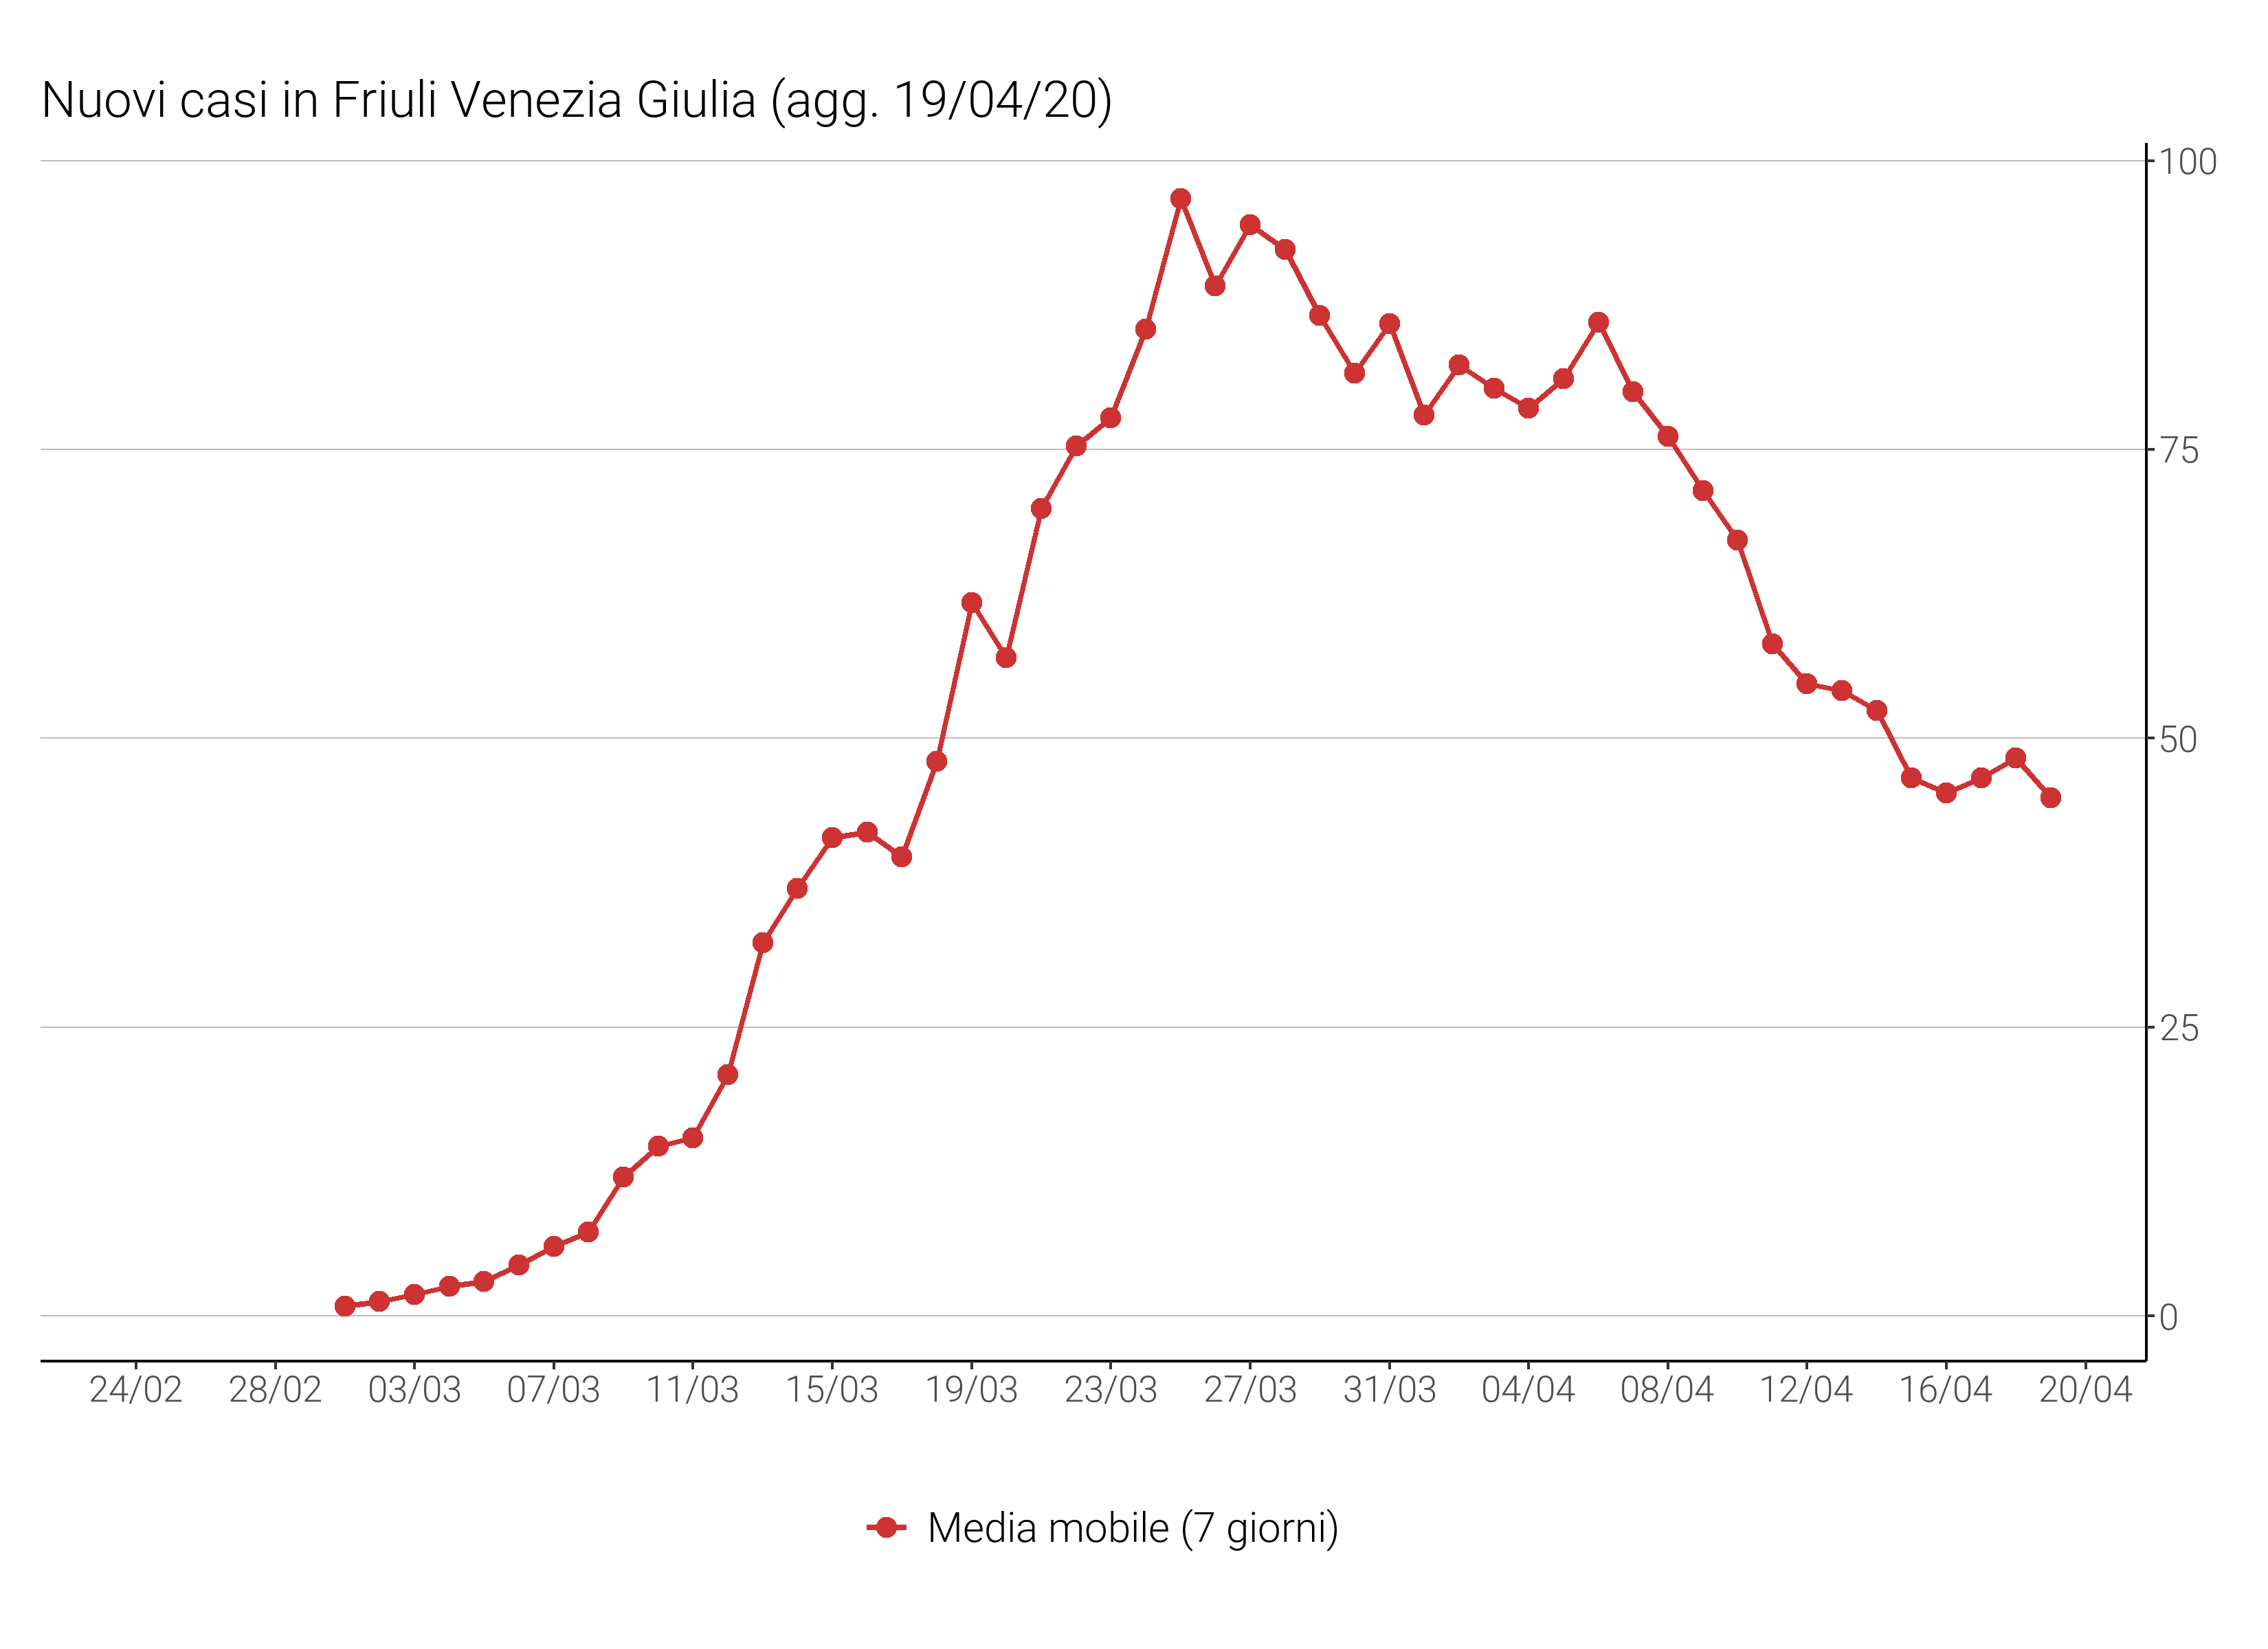 Nuovi casi in Friuli Venezia Giulia (agg. 19/04/20)
100
75
50
25
0
24/02 28/02 03/03 07/03 11/03 15/03 19/03 23/03 27/03 31/03 04/04 08/04 12/04 16/04 20/04
Media mobile (7 giorni)